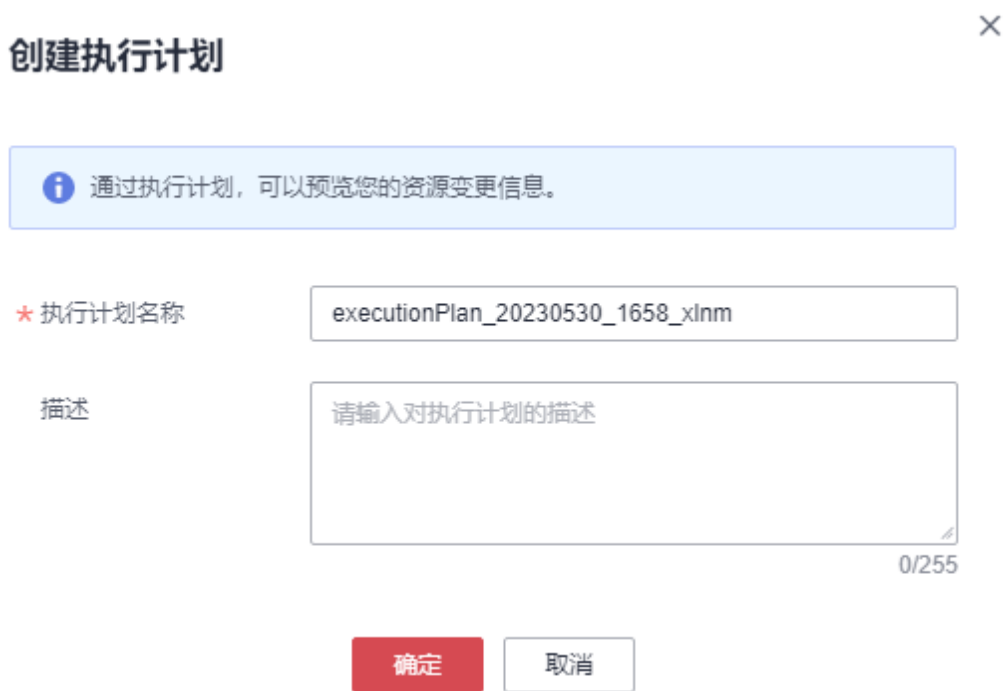 创建执行计划
通过执行计划，可以预览您的资源变更信息。
* 执行计划名称 executionPlan_20230530_1658_xlnm
描述 请输入对执行计划的描述
0/255
确定 取消